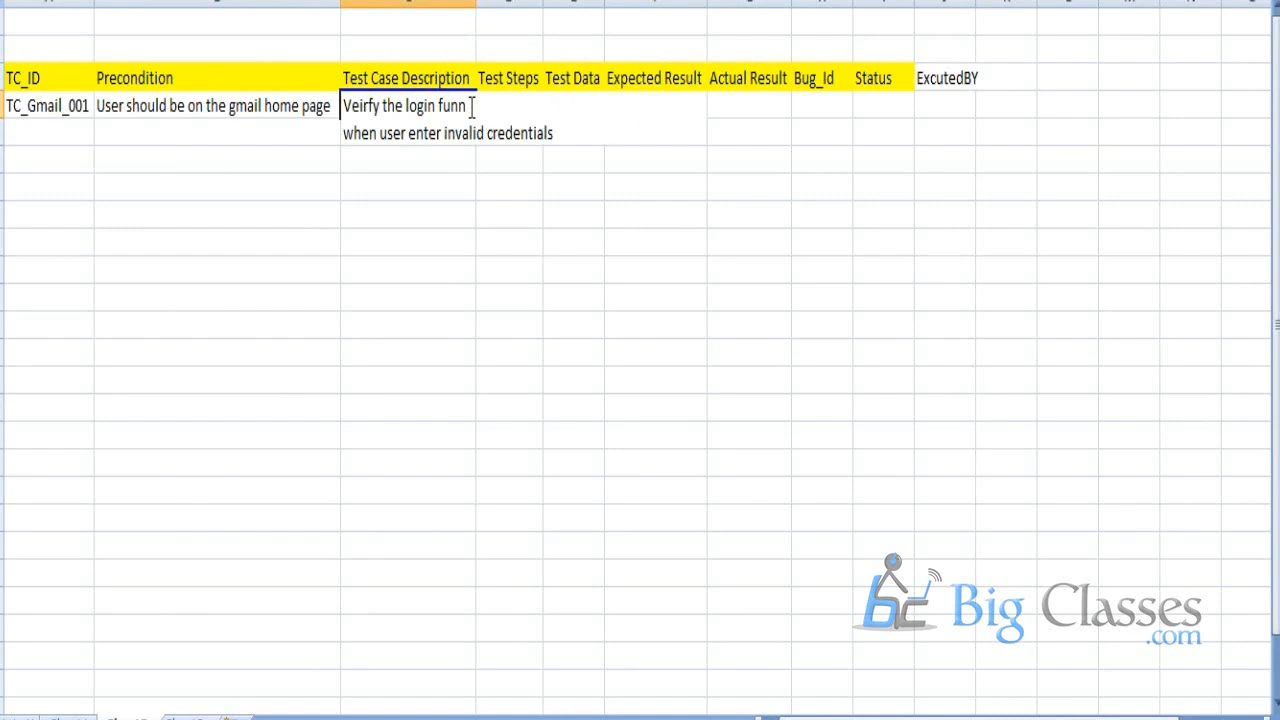 TC_ID Precondition Test Case Description Test Steps Test Data Expected Result Actual Result Bug_Id Status ExcutedBY
TC_Gmail_001 User should be on the gmail home page Veirfy the login funn
when user enter invalid credentials
Big Classes
.com